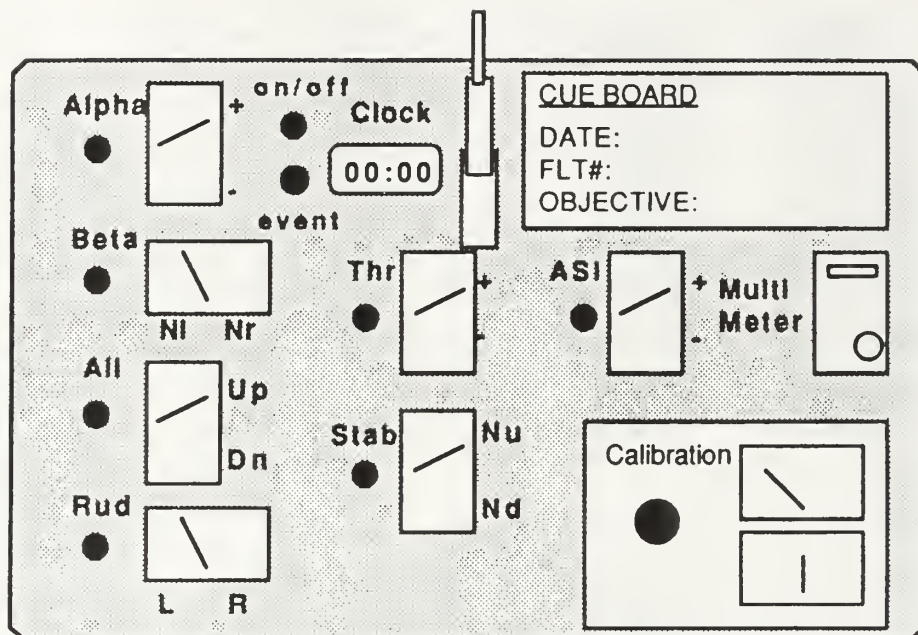 Alpha
+
-
on/off
event
Clock
00:00
CUE BOARD
DATE:
FLT#:
OBJECTIVE:
Beta
Nl Nr
Thr
+
-
ASI
+
-
Multi
Meter
Ail
Up
Dn
Stab
Nu
Nd
Calibration
Rud
L R